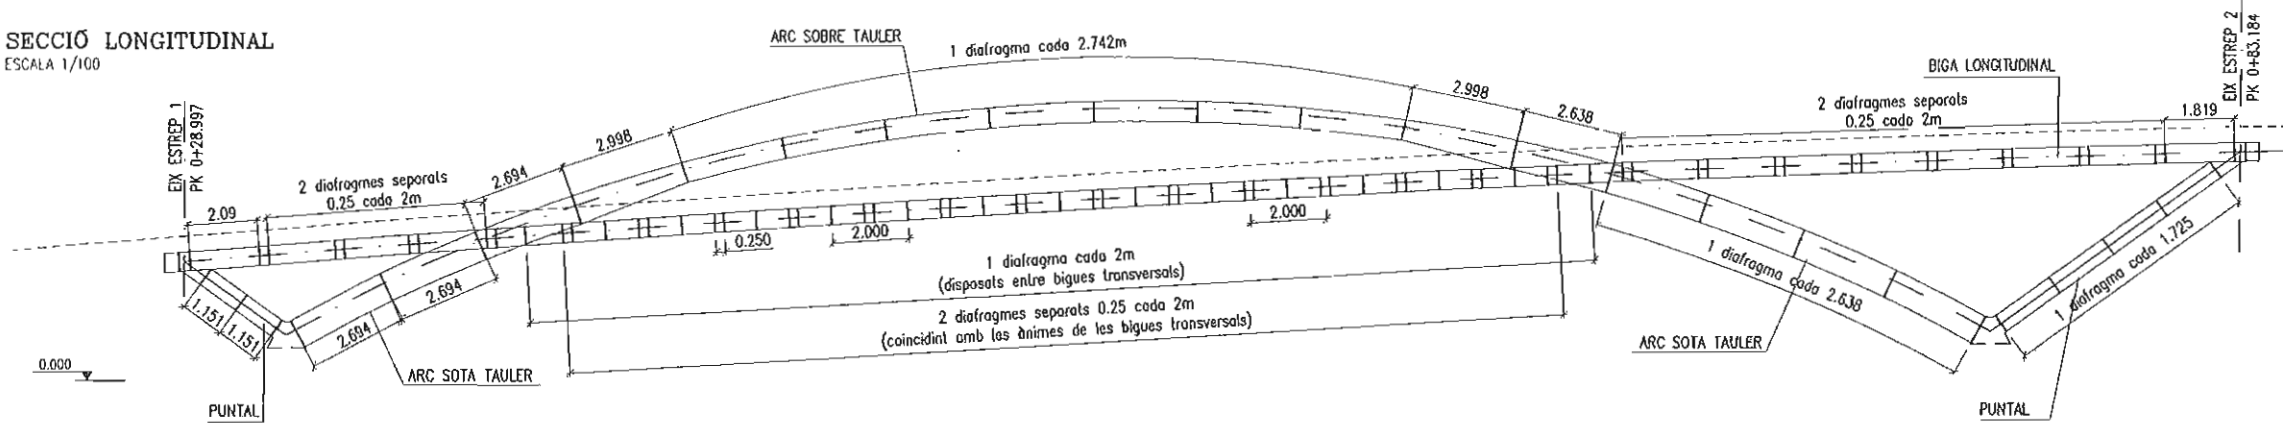 SECCIÓ LONGITUDINAL
ESCALA 1/100
EIX ESTREP 1
PK 0+28.997
2.09
2 diafragmes separats
0.25 cada 2m
2.694
2.998
ARC SOBRE TAULER
1 diafragma cada 2.742m
2.998
2.638
2 diafragmes separats
0.25 cada 2m
BIGA LONGITUDINAL
1.819
EIX ESTREP 2
PK 0+83.184
1.151
1.151
2.694
2.694
0.250
2.000
2.000
1 diafragma cada 2m
(disposats entre bigues transversals)
2 diafragmes separats 0.25 cada 2m
(coincidint amb les ànimes de les bigues transversals)
1 diafragma cada 2.638
1 diafragma cada 1.725
0.000
PUNTAL
ARC SOTA TAULER
ARC SOTA TAULER
PUNTAL